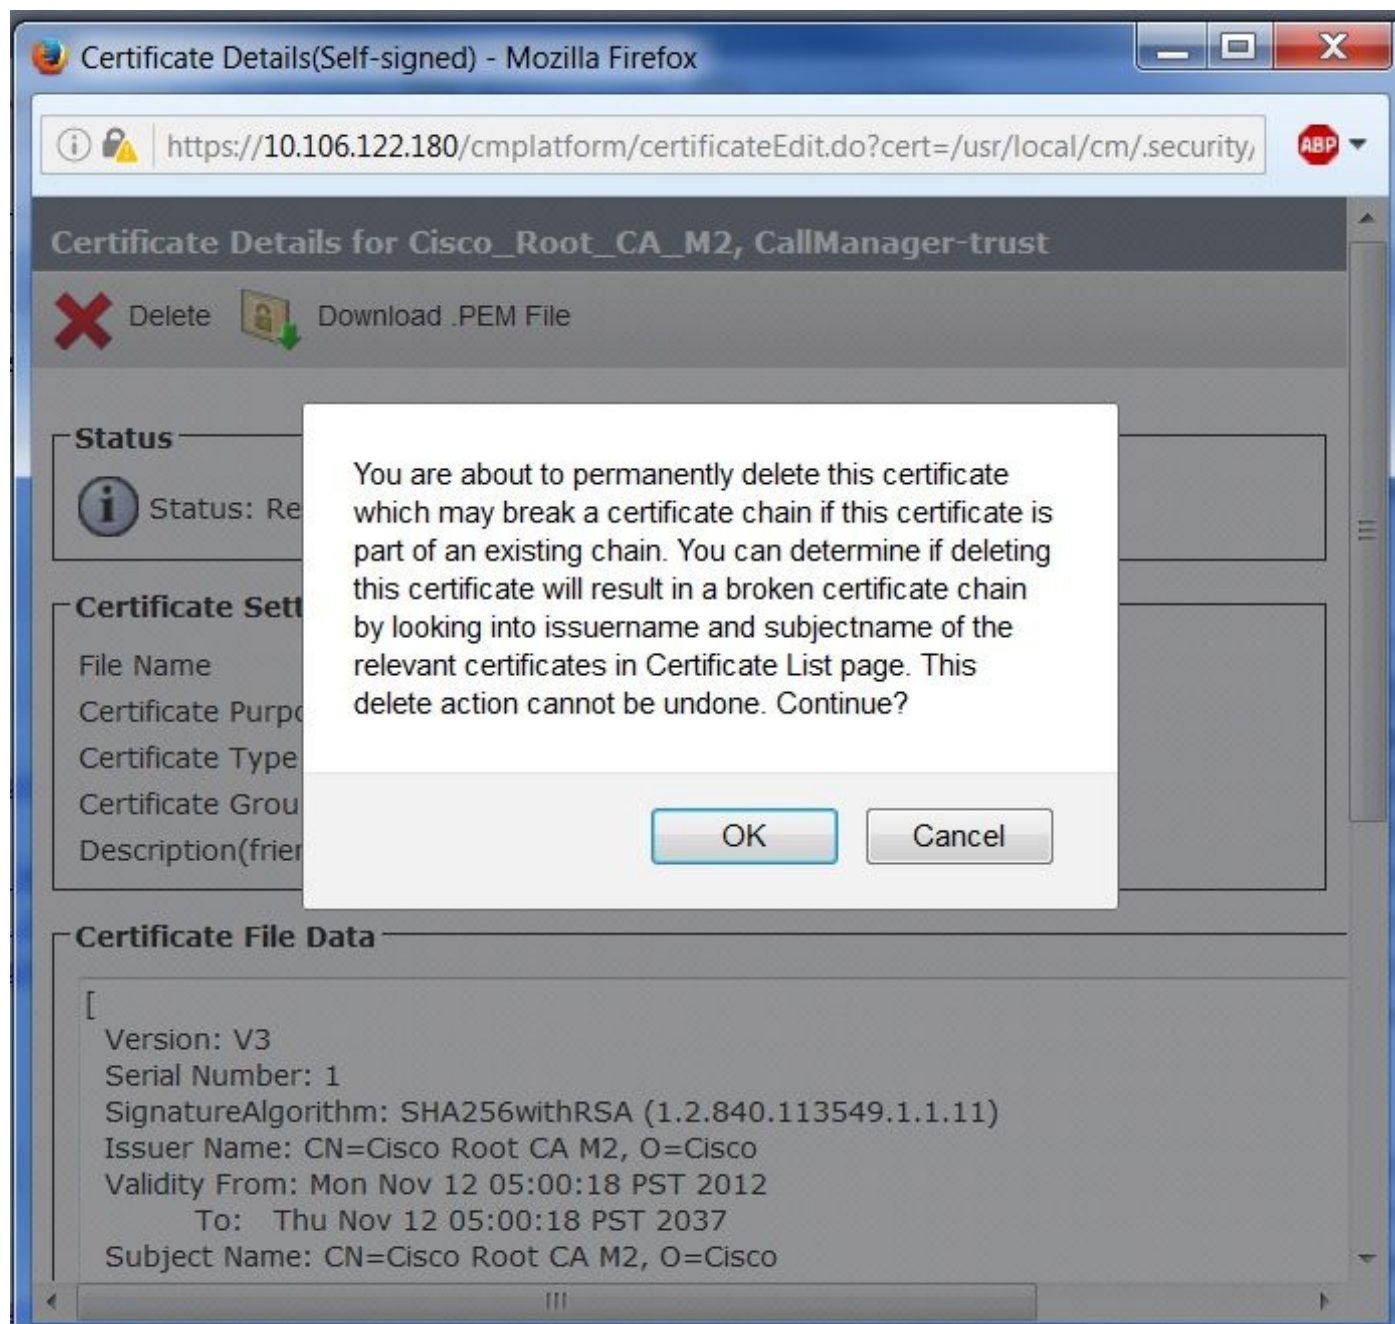 Certificate Details(Self-signed) - Mozilla Firefox
https://10.106.122.180/cmplatform/certificateEdit.do?cert=/usr/local/cm/.security/
ABP
Certificate Details for Cisco_Root_CA_M2, CallManager-trust
Delete
Download .PEM File
Status
Status: Re
You are about to permanently delete this certificate
which may break a certificate chain if this certificate is
part of an existing chain. You can determine if deleting
this certificate will result in a broken certificate chain
by looking into issuername and subjectname of the
relevant certificates in Certificate List page. This
delete action cannot be undone. Continue?
OK
Cancel
Certificate Sett
File Name
Certificate Purpo
Certificate Type
Certificate Grou
Description(frien
Certificate File Data
[
Version: V3
Serial Number: 1
SignatureAlgorithm: SHA256withRSA (1.2.840.113549.1.1.11)
Issuer Name: CN=Cisco Root CA M2, O=Cisco
Validity From: Mon Nov 12 05:00:18 PST 2012
To: Thu Nov 12 05:00:18 PST 2037
Subject Name: CN=Cisco Root CA M2, O=Cisco